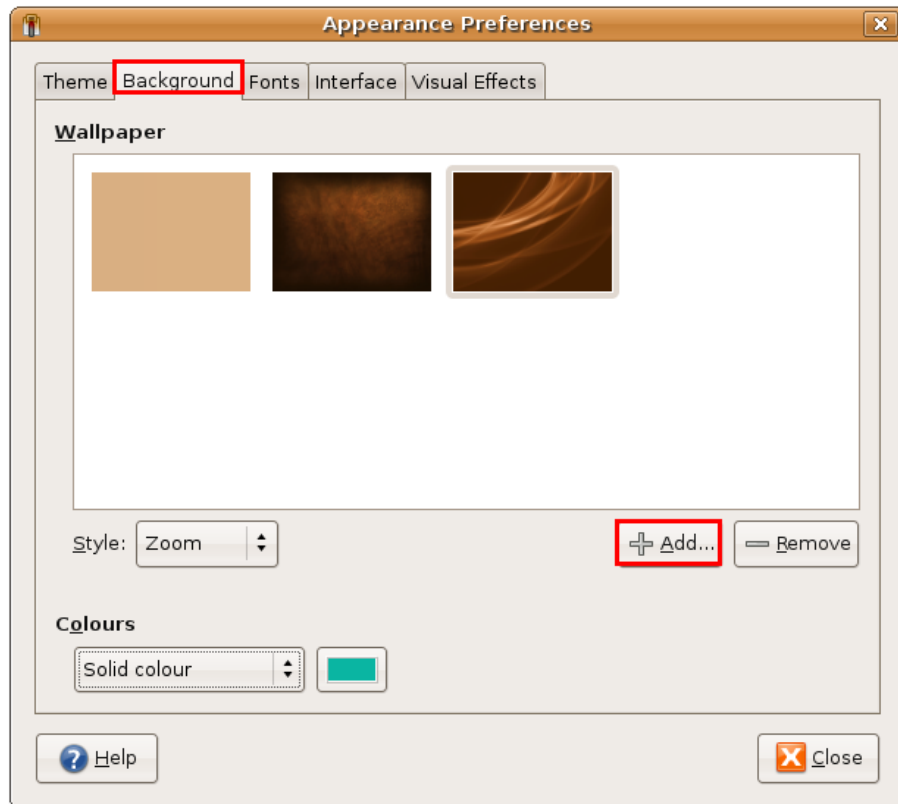 Appearance Preferences
Theme Background Fonts Interface Visual Effects
Wallpaper
Style: Zoom Add... Remove
Colours
Solid colour
Help Close